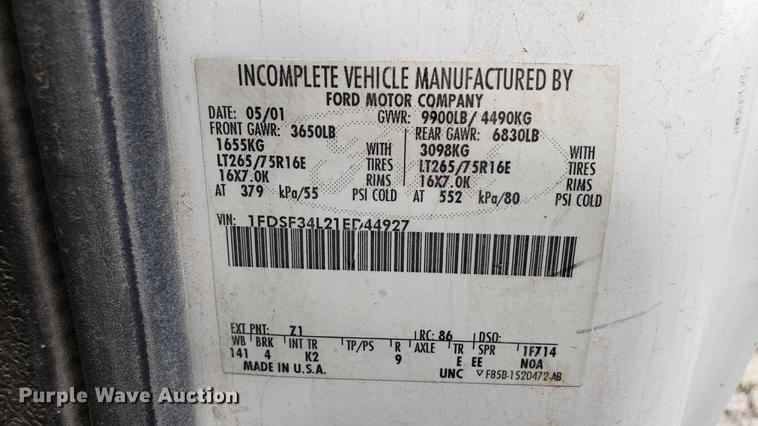 INCOMPLETE VEHICLE MANUFACTURED BY
FORD MOTOR COMPANY
DATE: 05/01 GVWR: 9900LB/ 4490KG
FRONT GAWR: 3650LB REAR GAWR: 6830LB
1655KG WITH 3098KG WITH
LT265/75R16E TIRES LT265/75R16E TIRES
16X7.0K RIMS 16X7.0K RIMS
AT 379 kPa/55 PSI COLD AT 552 kPa/80 PSI COLD
VIN: 1FDSF34L21ED44927
EXT PNT: Z1 RC: 86 DSO:
WB BRK INT TR TP/PS R AXLE TR SPR 1F714
141 4 K2 9 E EE N0A
MADE IN U.S.A. UNC ▽ F85B-1520472-AB
Purple Wave Auction